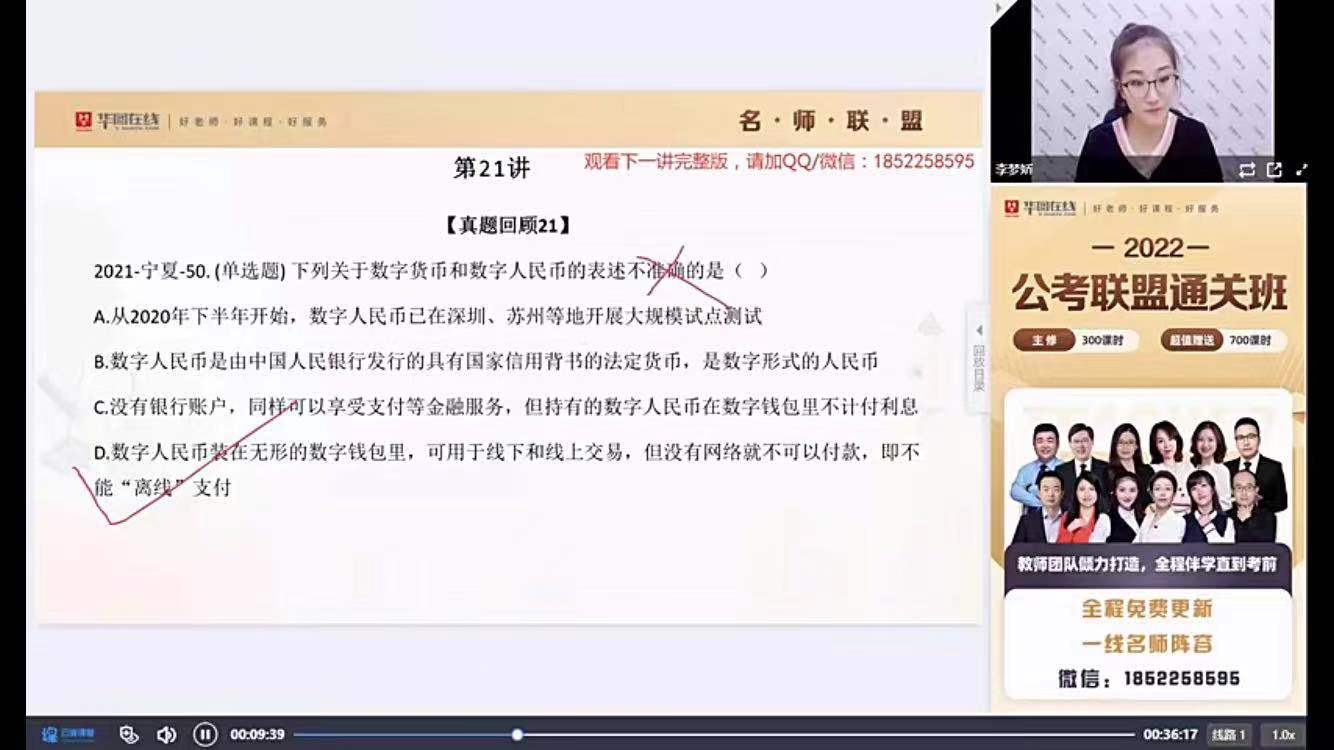 华图在线 | 好老师·好课程·好服务
名·师·联·盟
第21讲
观看下一讲完整版，请加QQ/微信：1852258595
【真题回顾21】
2021-宁夏-50. (单选题) 下列关于数字货币和数字人民币的表述不准确的是（ ）
A.从2020年下半年开始，数字人民币已在深圳、苏州等地开展大规模试点测试
B.数字人民币是由中国人民银行发行的具有国家信用背书的法定货币，是数字形式的人民币
C.没有银行账户，同样可以享受支付等金融服务，但持有的数字人民币在数字钱包里不计付利息
D.数字人民币装在无形的数字钱包里，可用于线下和线上交易，但没有网络就不可以付款，即不
能“离线”支付
回放目录
李梦娇
华图在线 | 好老师·好课程·好服务
2022
公考联盟通关班
主修 300课时 超值赠送 700课时
教师团队倾力打造，全程伴学直到考前
全程免费更新
一线名师阵容
微信：1852258595
00:09:39
00:36:17 线路 1 1.0x